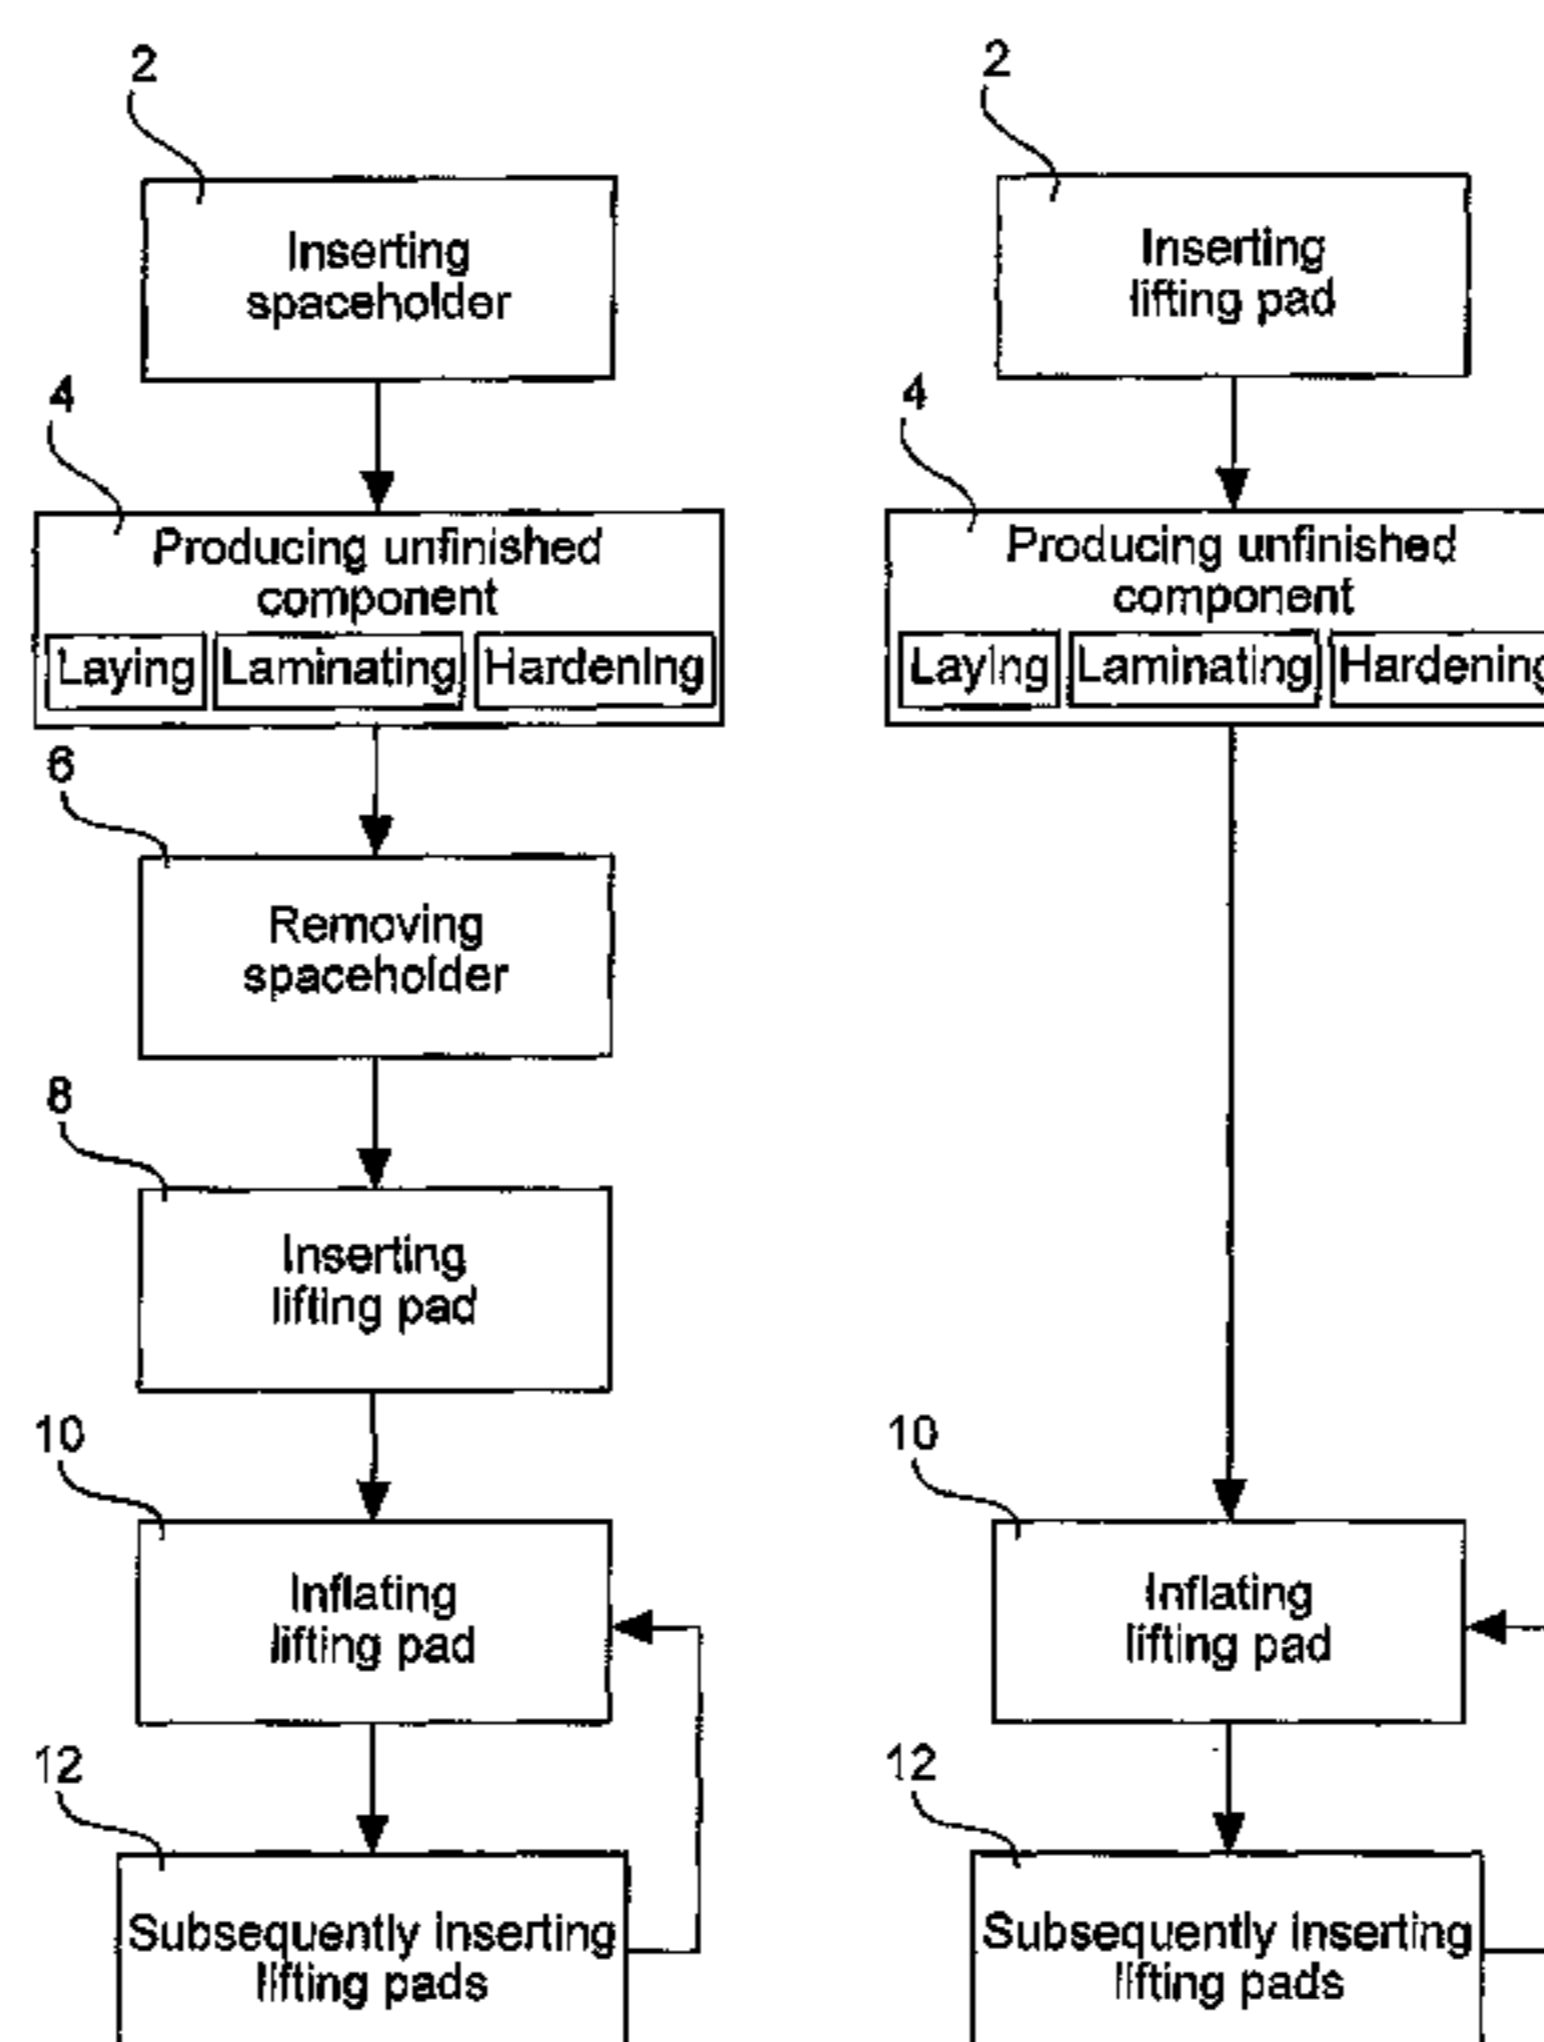 2
Inserting
spaceholder
4
Producing unfinished
component
Laying Laminating Hardening
6
Removing
spaceholder
8
Inserting
lifting pad
10
Inflating
lifting pad
12
Subsequently inserting
lifting pads
2
Inserting
lifting pad
4
Producing unfinished
component
Laying Laminating Hardening
10
Inflating
lifting pad
12
Subsequently inserting
lifting pads